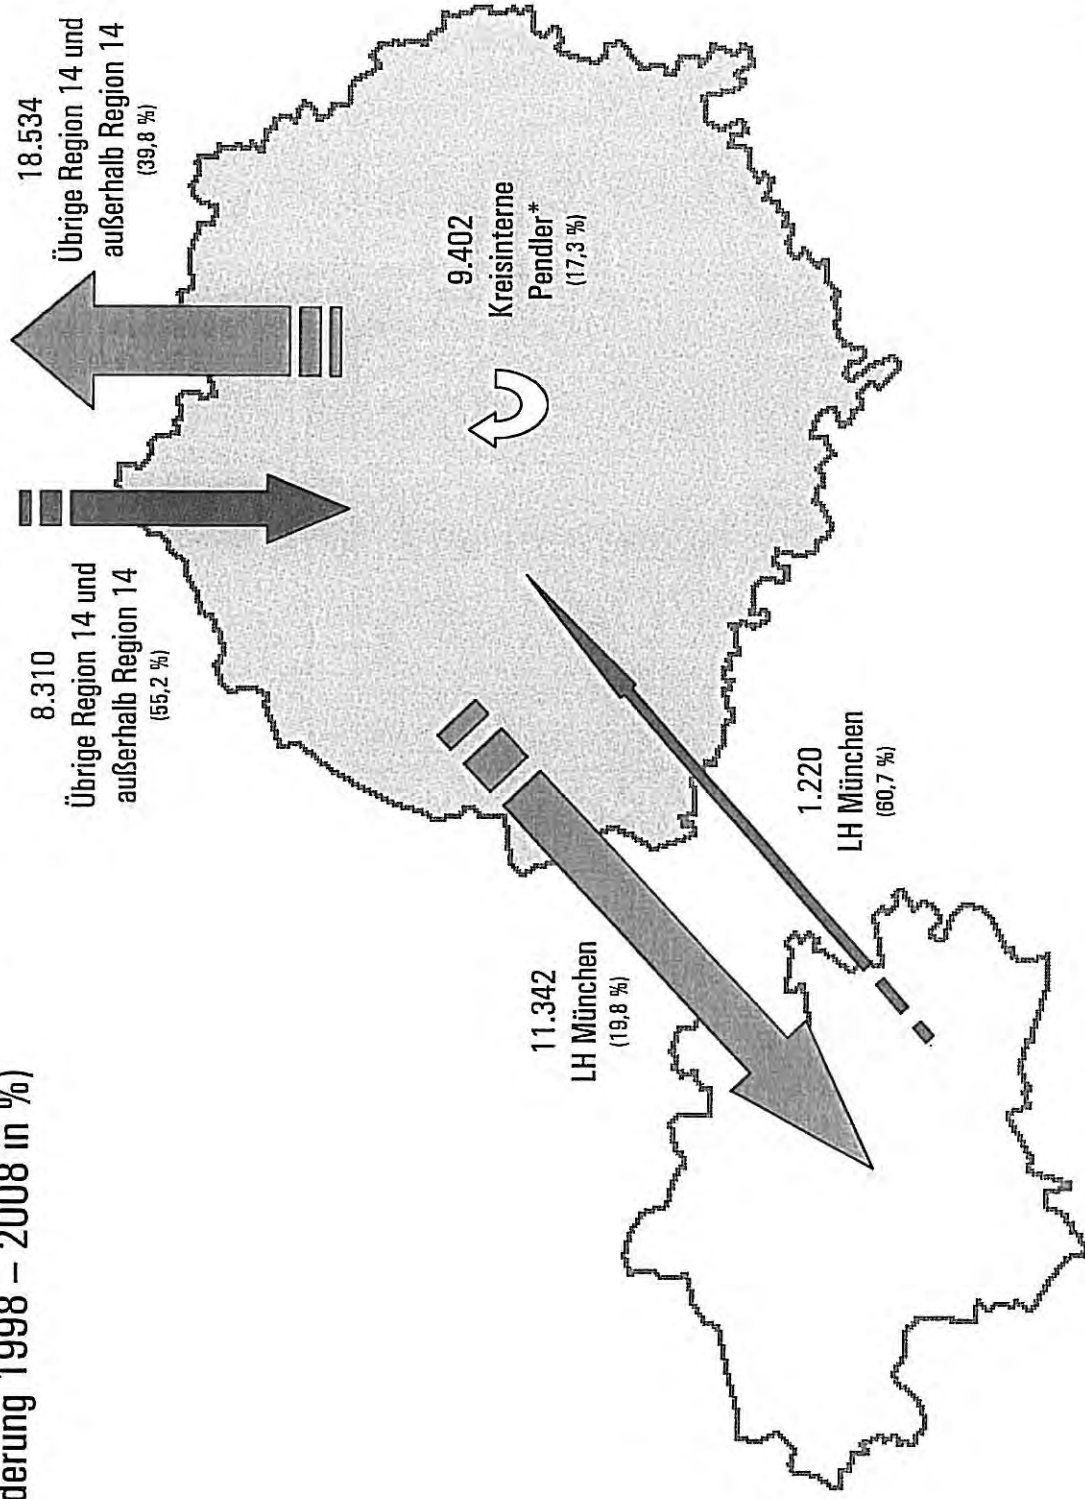 derung 1998 – 2008 in %)
11.342
LH München
(19,8 %)
1.220
LH München
(60,7 %)
8.310
Übrige Region 14 und
außerhalb Region 14
(55,2 %)
9.402
Kreisinterne
Pendler*
(17,3 %)
18.534
Übrige Region 14 und
außerhalb Region 14
(39,8 %)